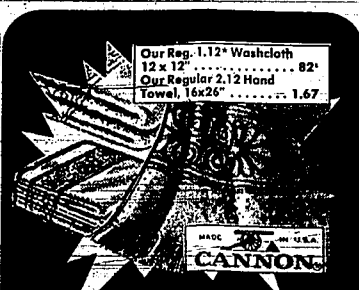 Our Reg. 1.12* Washcloth
12 x 12" ............. 82¢
Our Regular 2.12 Hand
Towel, 16x26" ........ 1.67
MADE IN U.S.A.
CANNON